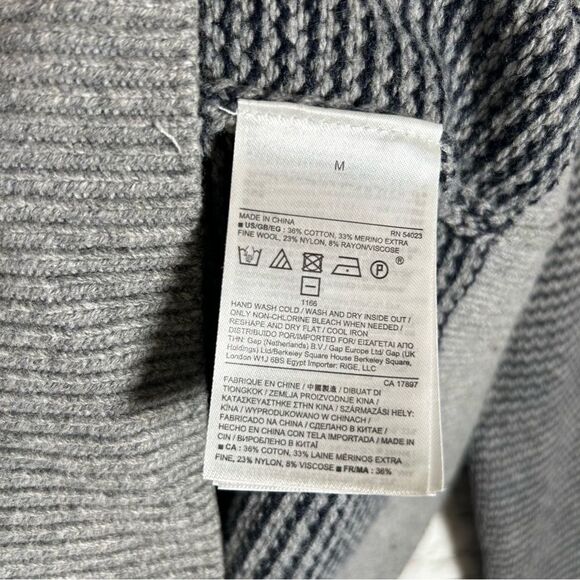 M
MADE IN CHINA RN 54023
■ US/GB/EG : 36% COTTON, 33% MERINO EXTRA
FINE WOOL, 23% NYLON, 8% RAYON/VISCOSE
P ®
1166
HAND WASH COLD / WASH AND DRY INSIDE OUT /
ONLY NON-CHLORINE BLEACH WHEN NEEDED /
RESHAPE AND DRY FLAT / COOL IRON
DISTRIBUTED FOR/IMPORTED FOR/ΕΙΣΑΓΕΤΑΙ ΑΠΟ
ΤΗΝ: Gap (Netherlands) B.V./ Gap Europe Ltd/ Gap (UK
Holdings) Ltd/Berkeley Square House Berkeley Square,
London W1J 6BS Egypt Importer: RIGE, LLC
CA 17897
FABRIQUE EN CHINE / 中國製造 / DIBUAT DI
TIONGKOK / ZEMLJA PROIZVODNJE KINA /
ΚΑΤΑΣΚΕΥΑΣΤΗΚΕ ΣΤΗΝ ΚΙΝΑ / SZÁRMAZÁSI HELY:
KÍNA / WYPRODUKOWANO W CHINACH /
FABRICADO NA CHINA / СДЕЛАНО В КИТАЕ /
HECHO EN CHINA CON TELA IMPORTADA / MADE IN
CIN / ВИРОБЛЕНО В КИТАЇ
■ CA : 36% COTON, 33% LAINE MÉRINOS EXTRA
FINE, 23% NYLON, 8% VISCOSE ■ FR/MA : 36%